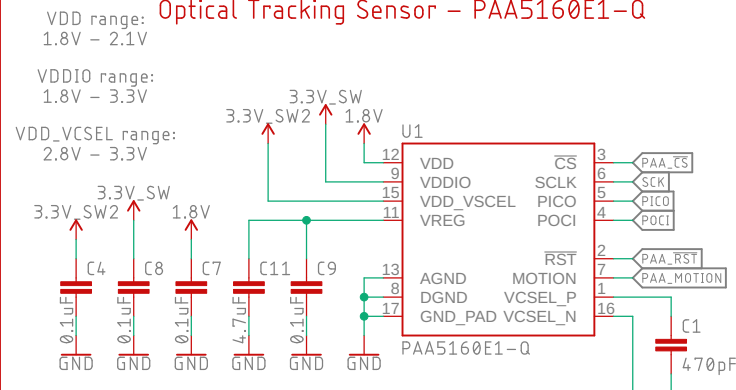 Optical Tracking Sensor – PAA5160E1-Q
VDD range:
1.8V – 2.1V
VDDIO range:
1.8V – 3.3V
VDD_VCSEL range:
2.8V – 3.3V
3.3V_SW
3.3V_SW2
1.8V
U1
12 VDD
9 VDDIO
15 VDD_VSCEL
11 VREG
13 AGND
8 DGND
17 GND_PAD
CS 3 PAA_CS
SCLK 6 SCK
PICO 5 PICO
POCI 4 POCI
RST 2 PAA_RST
MOTION 7 PAA_MOTION
VCSEL_P 1
VCSEL_N 16
PAA5160E1-Q
3.3V_SW
3.3V_SW2
1.8V
C4
C8
C7
C11
C9
0.1uF
0.1uF
0.1uF
4.7uF
0.1uF
GND
GND
GND
GND
GND
GND
C1
470pF